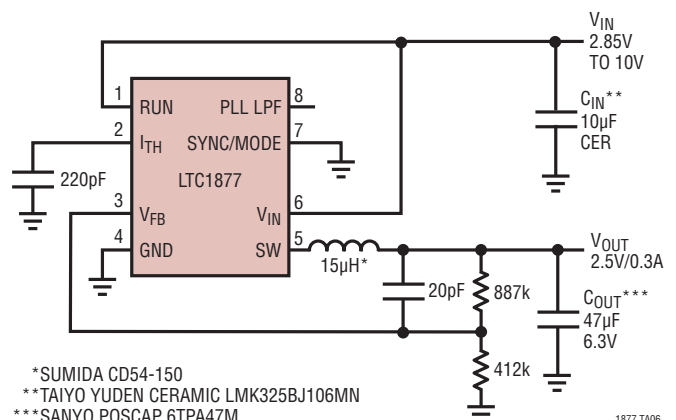 V_IN
2.85V
TO 10V
1
RUN
PLL LPF
8
C_IN**
10µF
CER
2
I_TH
SYNC/MODE
7
220pF
LTC1877
3
V_FB
V_IN
6
4
GND
SW
5
15µH*
V_OUT
2.5V/0.3A
20pF
887k
C_OUT***
47µF
6.3V
412k
*SUMIDA CD54-150
**TAIYO YUDEN CERAMIC LMK325BJ106MN
***SANYO POSCAP 6TPA47M
1877 TA06